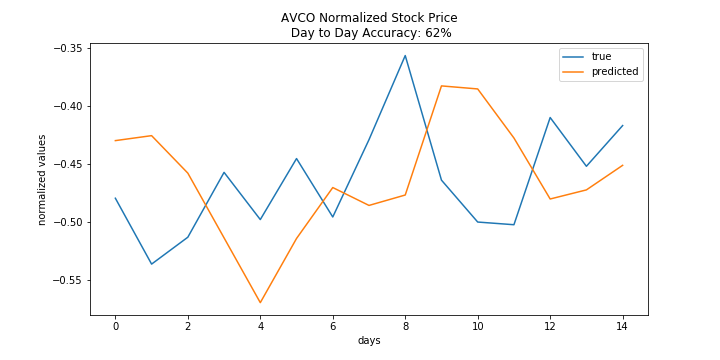 AVCO Normalized Stock Price
Day to Day Accuracy: 62%
true
predicted
normalized values
−0.35
−0.40
−0.45
−0.50
−0.55
0 2 4 6 8 10 12 14
days